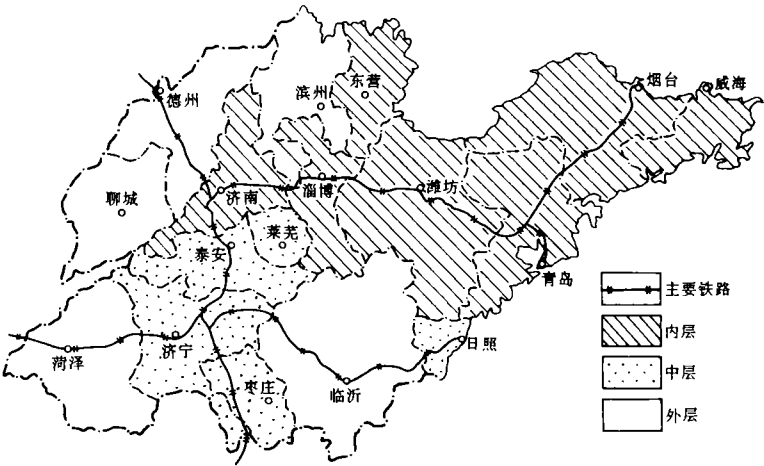 烟台
威海
德州
滨州
东营
聊城
济南
淄博
潍坊
泰安
莱芜
青岛
菏泽
济宁
枣庄
临沂
日照
主要铁路
内层
中层
外层